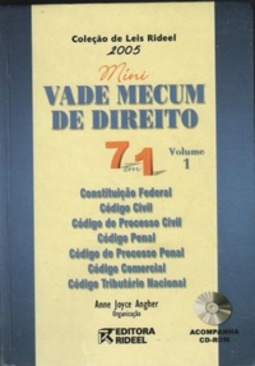 Coleção de Leis Rideel
2005
Mini
VADE MECUM
DE DIREITO
7 em 1
Volume
1
Constituição Federal
Código Civil
Código de Processo Civil
Código Penal
Código de Processo Penal
Código Comercial
Código Tributário Nacional
Anne Joyce Angher
Organização
EDITORA
RIDEEL
ACOMPANHA
CD-ROM